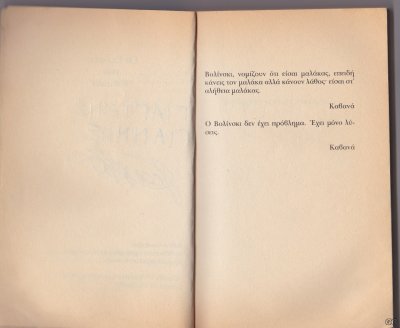 Βολίνσκι, νομίζουν ότι είσαι μαλάκας, επειδή
κάνεις τον μαλάκα αλλά κάνουν λάθος· είσαι στ'
αλήθεια μαλάκας.
Καβανά
Ο Βολίνσκι δεν έχει πρόβλημα. Έχει μόνο λύ-
σεις.
Καβανά